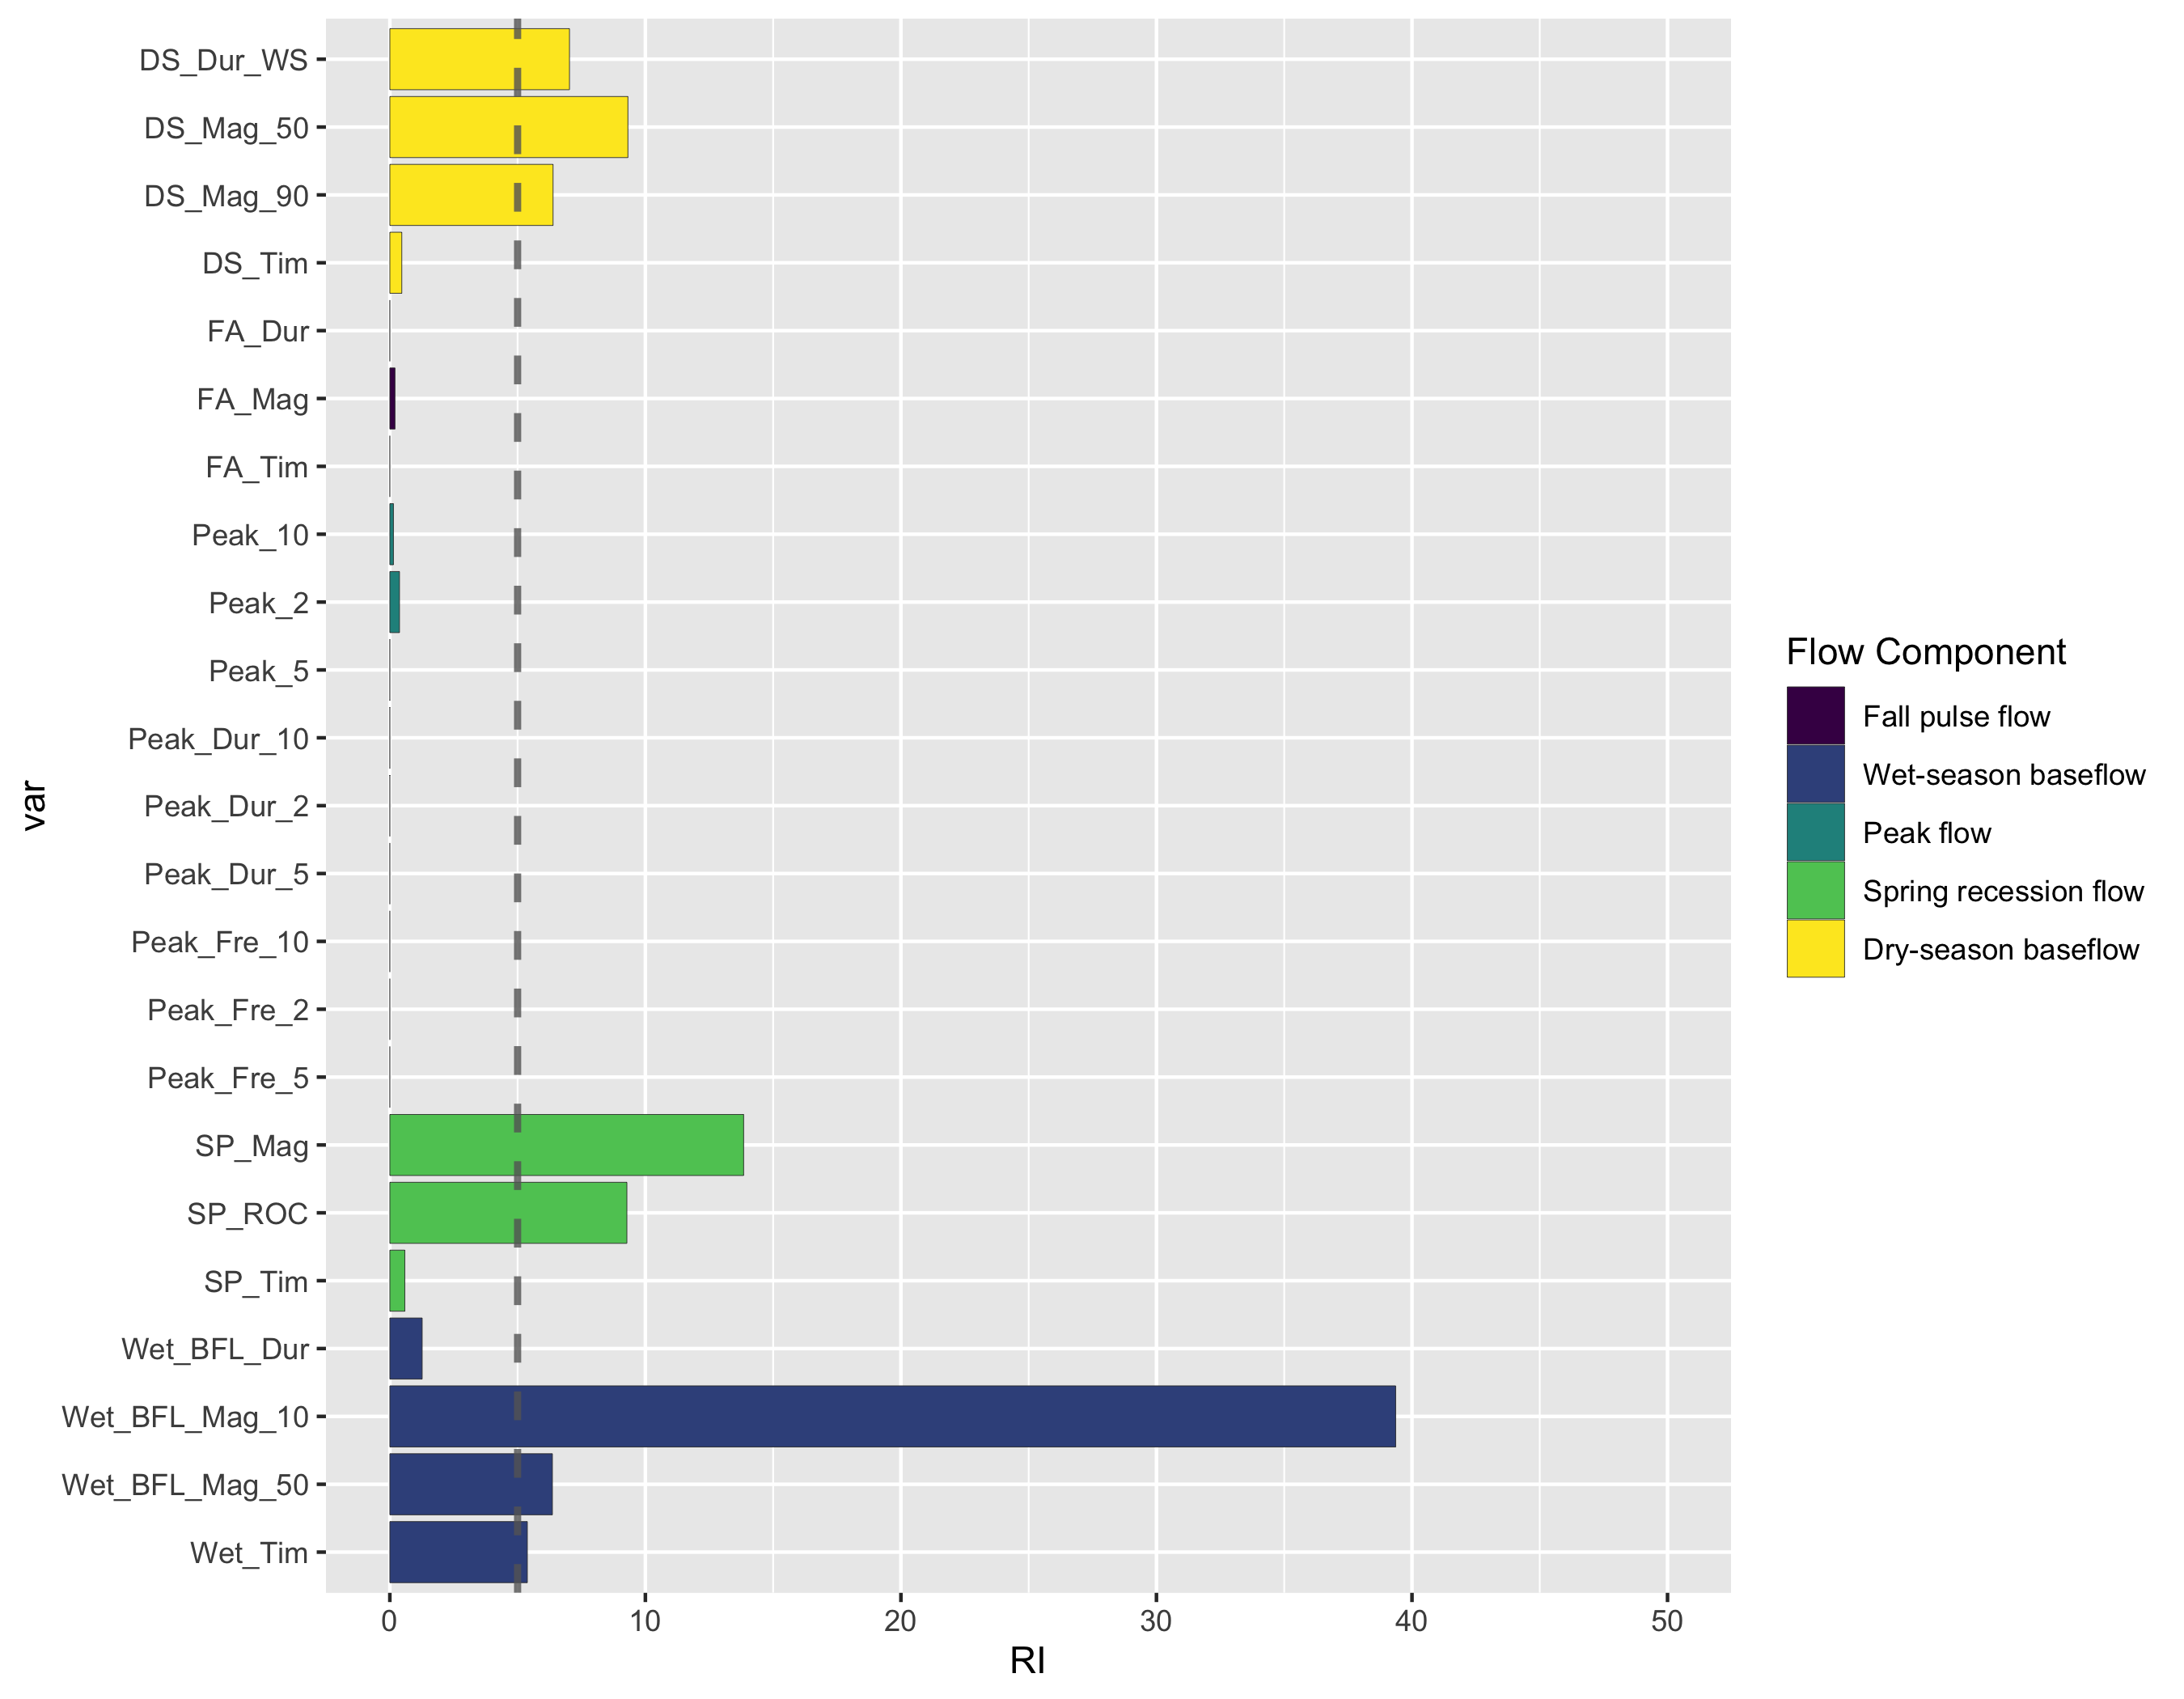 DS_Dur_WS
DS_Mag_50
DS_Mag_90
DS_Tim
FA_Dur
FA_Mag
FA_Tim
Peak_10
Peak_2
Peak_5
Peak_Dur_10
Peak_Dur_2
Peak_Dur_5
Peak_Fre_10
Peak_Fre_2
Peak_Fre_5
SP_Mag
SP_ROC
SP_Tim
Wet_BFL_Dur
Wet_BFL_Mag_10
Wet_BFL_Mag_50
Wet_Tim
var
0 10 20 30 40 50
RI
Flow Component
Fall pulse flow
Wet-season baseflow
Peak flow
Spring recession flow
Dry-season baseflow